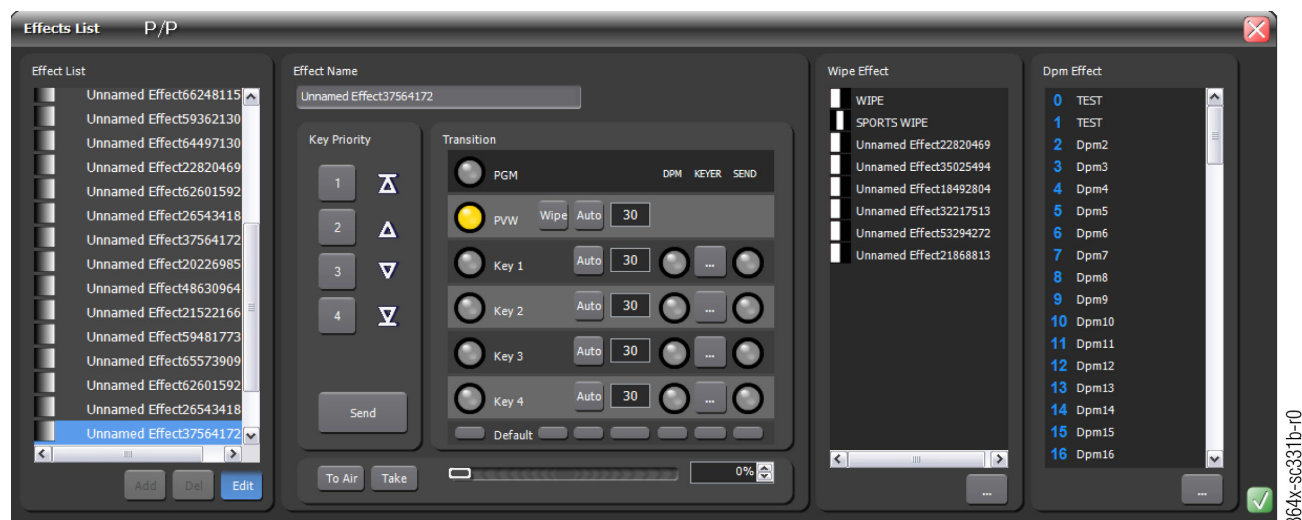 Effects List P/P
Effect List
Unnamed Effect66248115
Unnamed Effect59362130
Unnamed Effect64497130
Unnamed Effect22820469
Unnamed Effect62601592
Unnamed Effect26543418
Unnamed Effect37564172
Unnamed Effect20226985
Unnamed Effect48630964
Unnamed Effect21522166
Unnamed Effect59481773
Unnamed Effect65573909
Unnamed Effect62601592
Unnamed Effect26543418
Unnamed Effect37564172
Add Del Edit
Effect Name
Unnamed Effect37564172
Key Priority
1
2
3
4
Send
Transition
PGM DPM KEYER SEND
PVW Wipe Auto 30
Key 1 Auto 30 ...
Key 2 Auto 30 ...
Key 3 Auto 30 ...
Key 4 Auto 30 ...
Default
To Air Take 0%
Wipe Effect
WIPE
SPORTS WIPE
Unnamed Effect22820469
Unnamed Effect35025494
Unnamed Effect18492804
Unnamed Effect32217513
Unnamed Effect53294272
Unnamed Effect21868813
...
Dpm Effect
0 TEST
1 TEST
2 Dpm2
3 Dpm3
4 Dpm4
5 Dpm5
6 Dpm6
7 Dpm7
8 Dpm8
9 Dpm9
10 Dpm10
11 Dpm11
12 Dpm12
13 Dpm13
14 Dpm14
15 Dpm15
16 Dpm16
...
864x-sc331b-r0